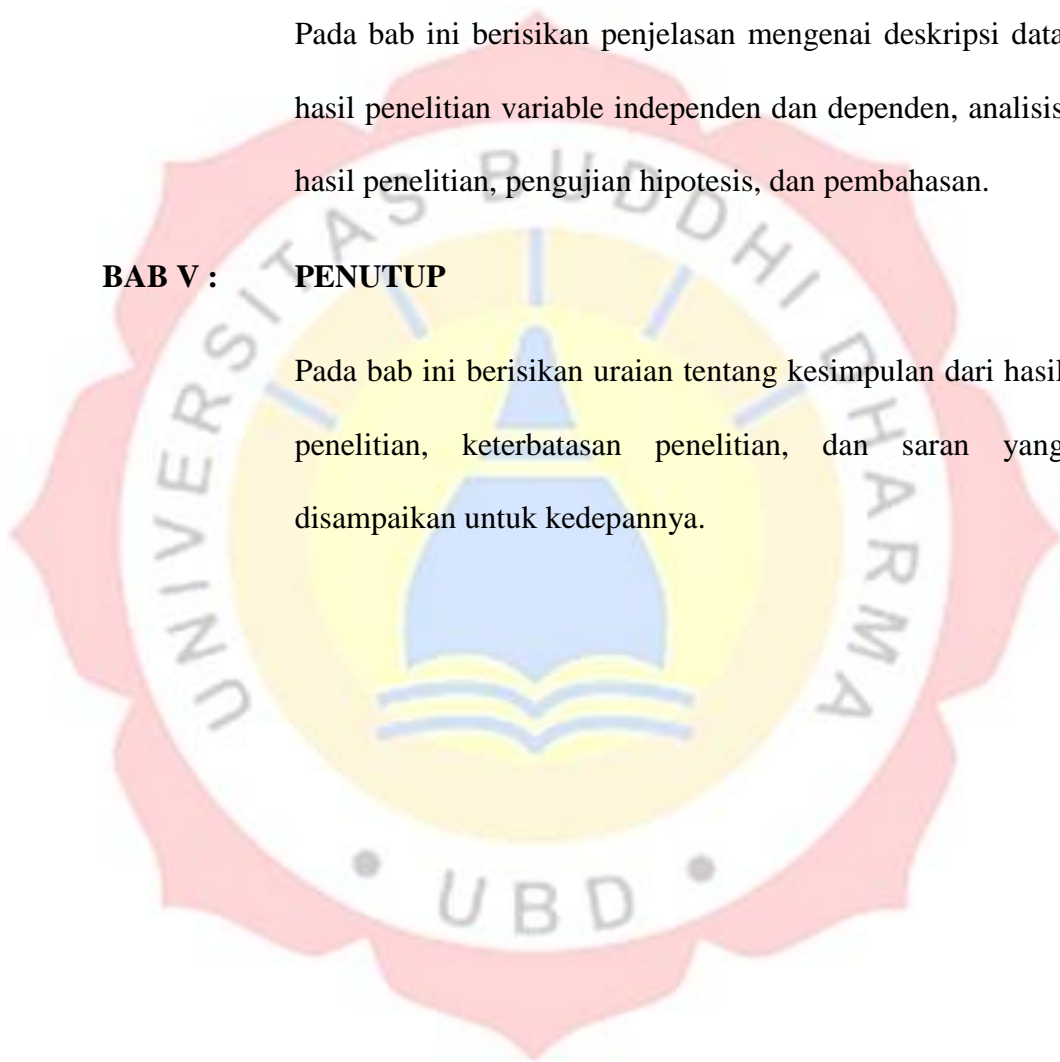 Pada bab ini berisikan penjelasan mengenai deskripsi data
hasil penelitian variable independen dan dependen, analisis
hasil penelitian, pengujian hipotesis, dan pembahasan.
BAB V : PENUTUP
Pada bab ini berisikan uraian tentang kesimpulan dari hasil
penelitian, keterbatasan penelitian, dan saran yang
disampaikan untuk kedepannya.
UNIVERSITAS BUDDHI DHARMA
• UBD •